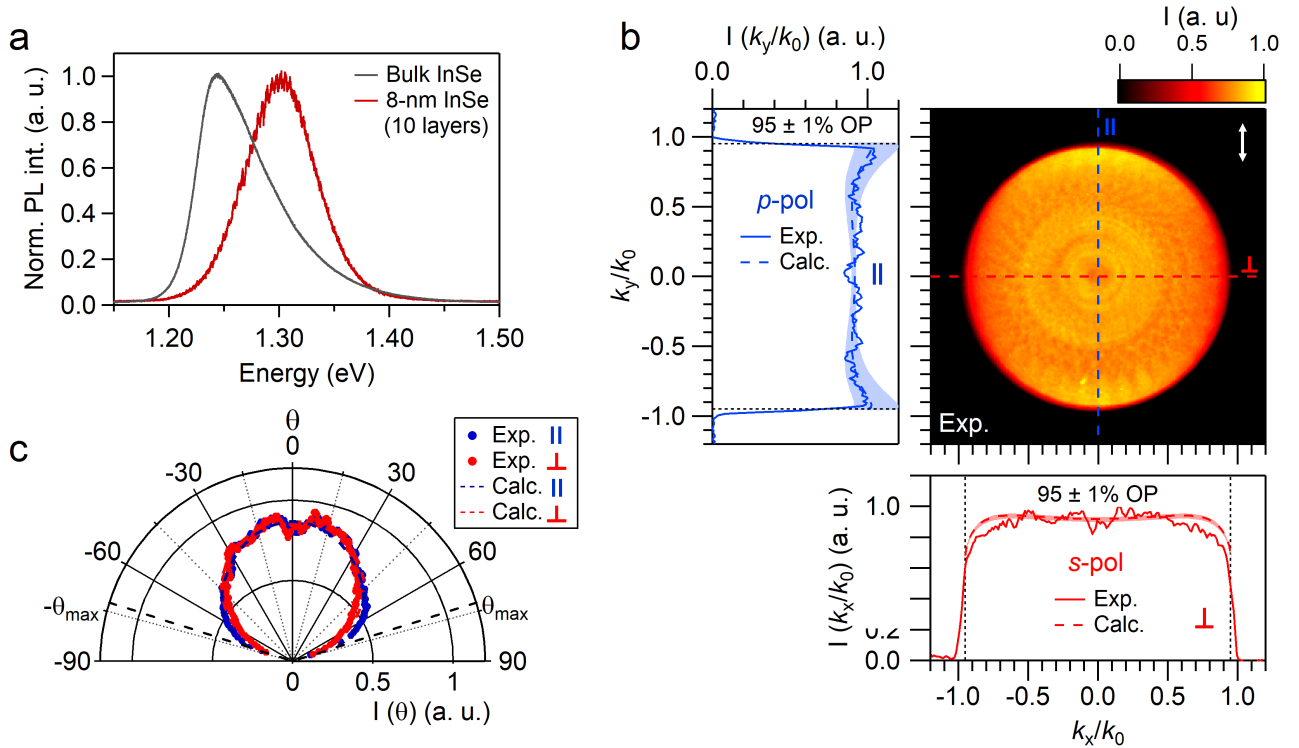 a
Norm. PL int. (a. u.)
1.0
0.8
0.6
0.4
0.2
0.0
Bulk InSe
8-nm InSe
(10 layers)
1.20
1.30
1.40
1.50
Energy (eV)
b
I (ky/k0) (a. u.)
0.0
1.0
95 ± 1% OP
p-pol
Exp.
Calc.
||
ky/k0
1.0
0.5
0.0
-0.5
-1.0
I (a. u)
0.0
0.5
1.0
||
⊥
Exp.
I (kx/k0) (a. u.)
1.0
0.2
0.0
95 ± 1% OP
s-pol
Exp.
Calc.
⊥
-1.0
-0.5
0.0
0.5
1.0
kx/k0
c
θ
0
-30
30
-60
60
-θmax
θmax
-90
90
0
0.5
1
I (θ) (a. u.)
Exp. ||
Exp. ⊥
Calc. ||
Calc. ⊥